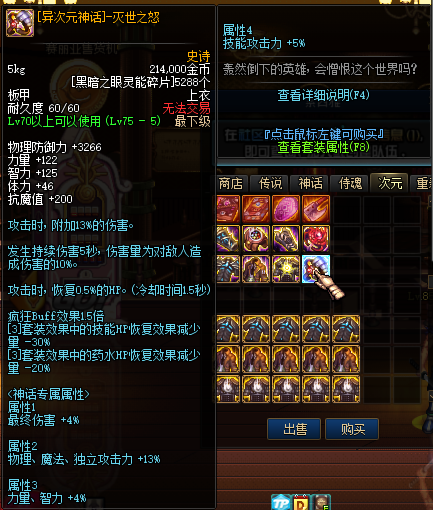 [异次元神话]-灭世之怒
史诗
5kg
214,000金币
[黑暗之眼灵能碎片]5288个
板甲
上衣
耐久度 60/60
无法交易
Lv70以上可以使用 (Lv75 - 5)
最下级
物理防御力 +3266
力量 +122
智力 +125
体力 +46
抗魔值 +200
攻击时, 附加13%的伤害。
发生持续伤害5秒, 伤害量为对敌人造
成伤害的10%。
攻击时, 恢复0.5%的HP。(冷却时间15秒)
疯狂Buff效果1.5倍
[3]套装效果中的技能HP恢复效果减少
量 -30%
[3]套装效果中的药水HP恢复效果减少
量 -20%
<神话专属属性>
属性1
最终伤害 +4%
属性2
物理、魔法、独立攻击力 +13%
属性3
力量、智力 +4%
属性4
技能攻击力 +5%
轰然倒下的英雄, 会憎恨这个世界吗?
查看详细说明(F4)
『点击鼠标左键可购买』
查看套装属性(F8)
商店
传说
神话
侍魂
次元
重
出售
购买
TP
D